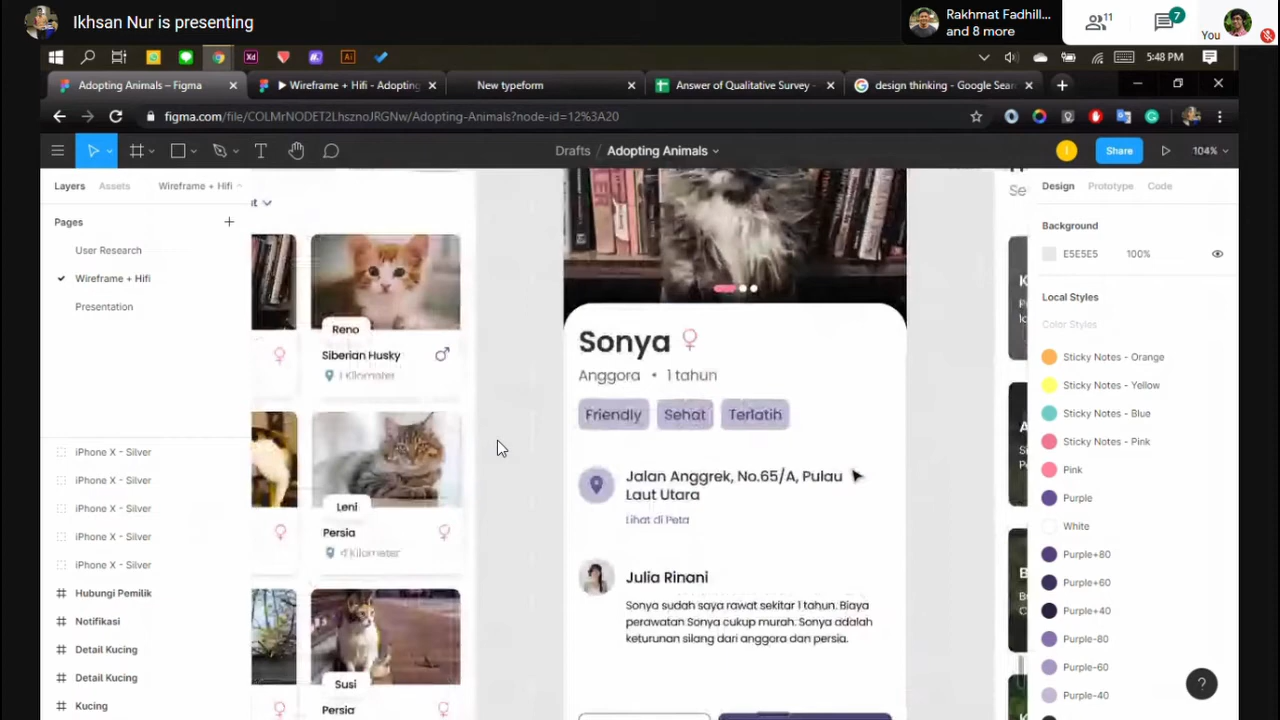 Ikhsan Nur is presenting
Rakhmat Fadhill...
and 8 more
11
7
You
5:48 PM
Adopting Animals – Figma
Wireframe + Hifi - Adopting
New typeform
Answer of Qualitative Survey -
design thinking - Google Sear
figma.com/file/COLMrNODET2LhsznoJRGNw/Adopting-Animals?node-id=12%3A20
Drafts / Adopting Animals
Share
104%
Layers
Assets
Wireframe + Hifi
Pages
User Research
Wireframe + Hifi
Presentation
iPhone X - Silver
iPhone X - Silver
iPhone X - Silver
iPhone X - Silver
iPhone X - Silver
Hubungi Pemilik
Notifikasi
Detail Kucing
Detail Kucing
Kucing
Reno
Siberian Husky
1 Kilometer
Leni
Persia
4 Kilometer
Susi
Persia
Sonya
Anggora • 1 tahun
Friendly
Sehat
Terlatih
Jalan Anggrek, No.65/A, Pulau
Laut Utara
Lihat di Peta
Julia Rinani
Sonya sudah saya rawat sekitar 1 tahun. Biaya
perawatan Sonya cukup murah. Sonya adalah
keturunan silang dari anggora dan persia.
Se
Design
Prototype
Code
Background
E5E5E5
100%
Local Styles
Color Styles
Sticky Notes - Orange
Sticky Notes - Yellow
Sticky Notes - Blue
Sticky Notes - Pink
Pink
Purple
White
Purple+80
Purple+60
Purple+40
Purple-80
Purple-60
Purple-40
?